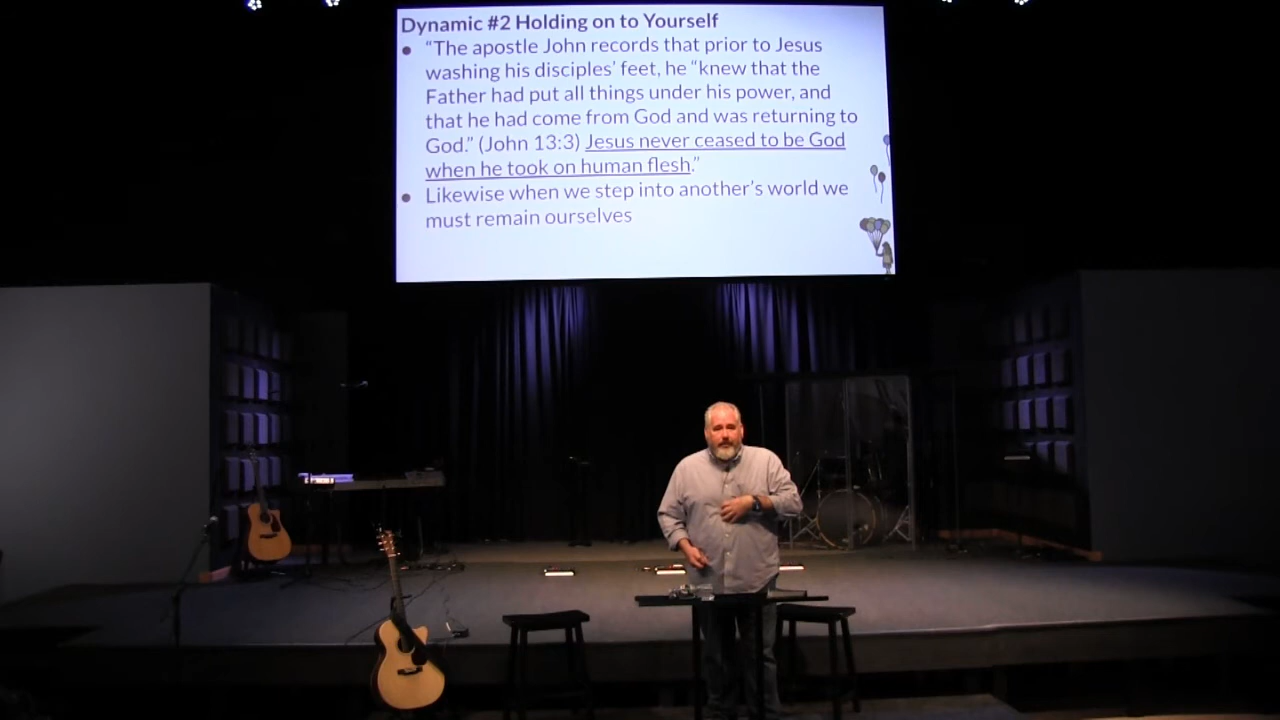 Dynamic #2 Holding on to Yourself
● “The apostle John records that prior to Jesus
washing his disciples’ feet, he “knew that the
Father had put all things under his power, and
that he had come from God and was returning to
God.” (John 13:3) Jesus never ceased to be God
when he took on human flesh.”
● Likewise when we step into another’s world we
must remain ourselves